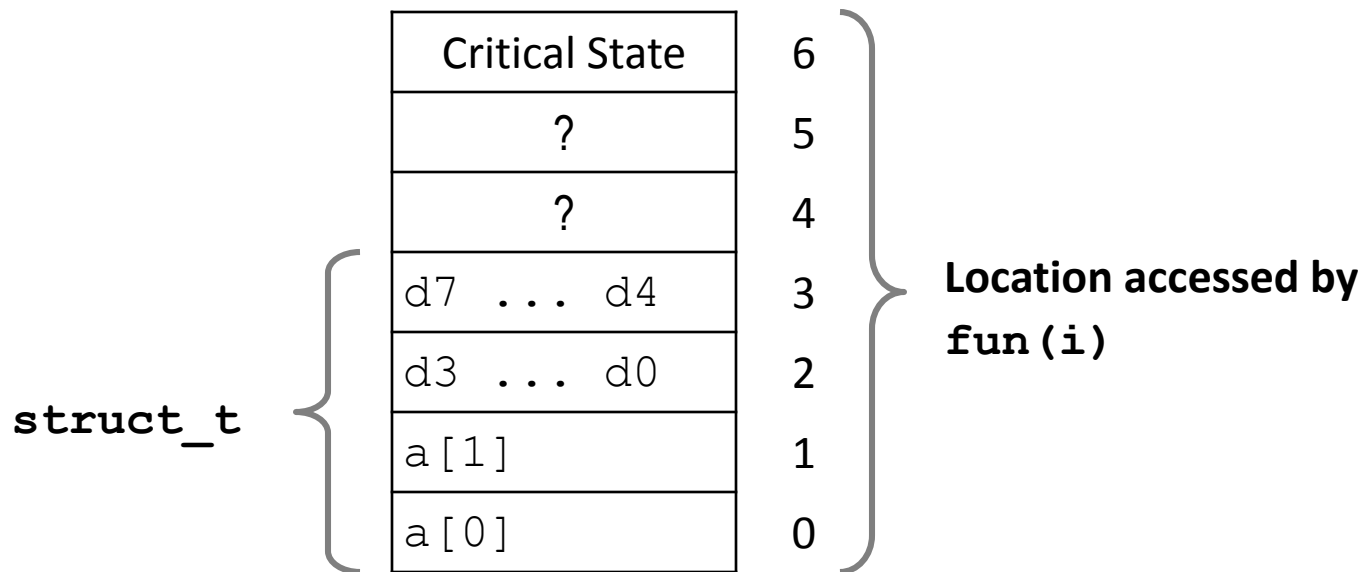 Critical State 6
? 5
? 4
d7 ... d4 3
Location accessed by
fun(i)
d3 ... d0 2
struct_t
a[1] 1
a[0] 0